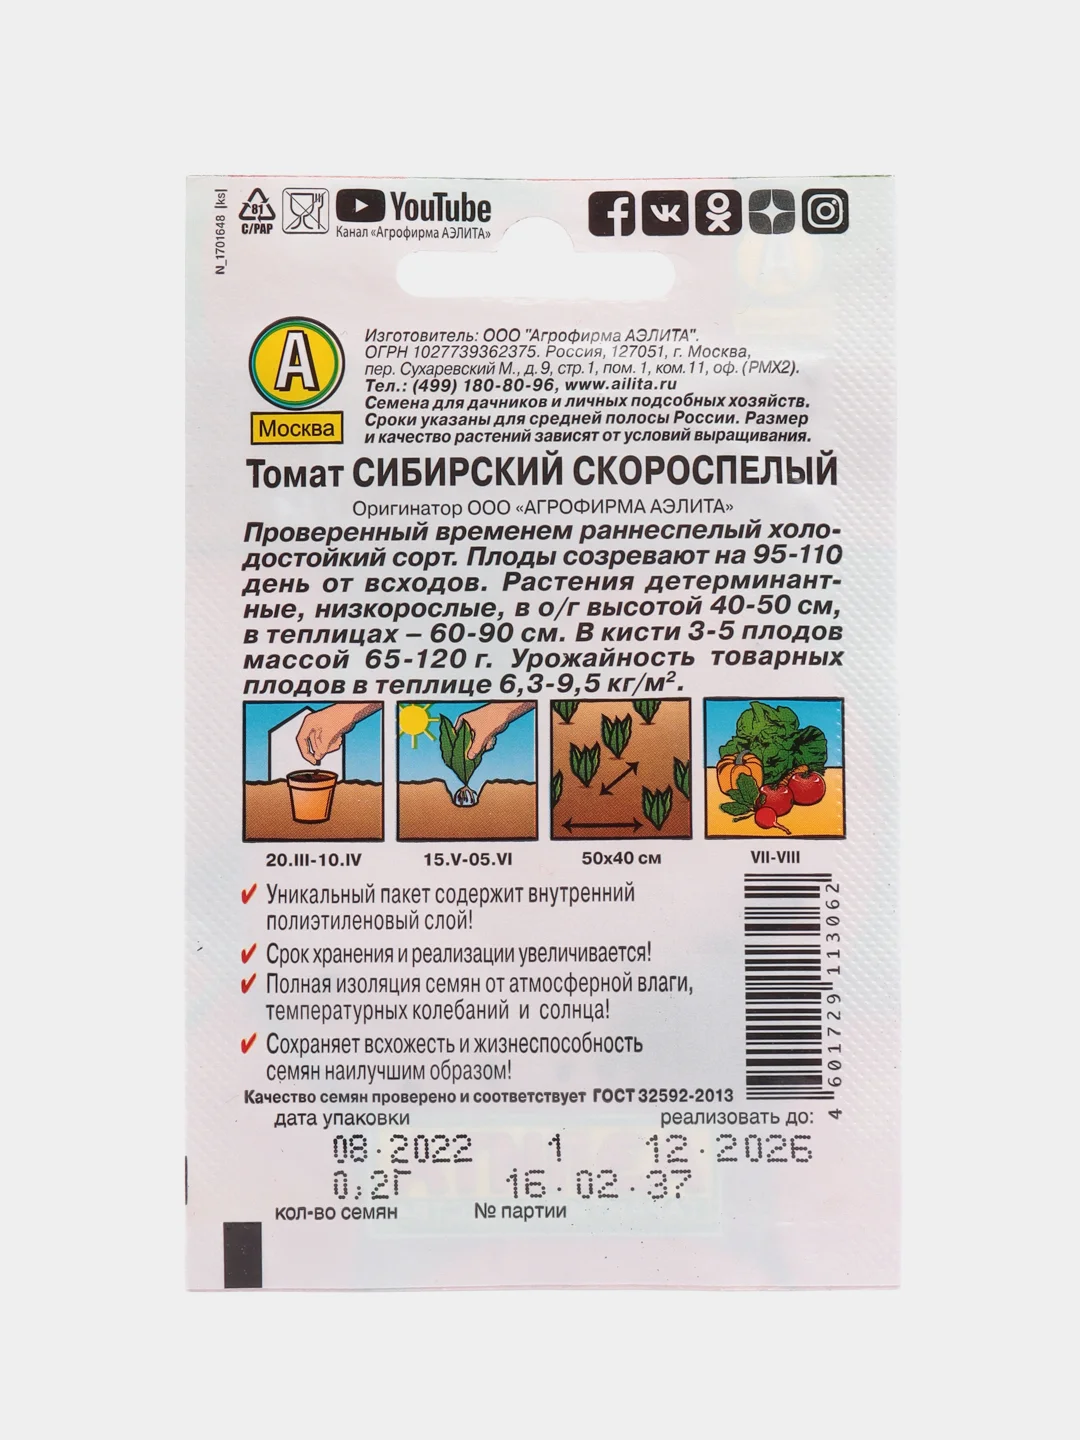 N_1701648 [ks]
81
C/PAP
YouTube
Канал «Агрофирма АЭЛИТА»
А
Москва
Изготовитель: ООО "Агрофирма АЭЛИТА".
ОГРН 1027739362375. Россия, 127051, г. Москва,
пер. Сухаревский М., д. 9, стр. 1, пом. 1, ком. 11, оф. (РМХ2).
Тел.: (499) 180-80-96, www.ailita.ru
Семена для дачников и личных подсобных хозяйств.
Сроки указаны для средней полосы России. Размер
и качество растений зависят от условий выращивания.
Томат СИБИРСКИЙ СКОРОСПЕЛЫЙ
Оригинатор ООО «АГРОФИРМА АЭЛИТА»
Проверенный временем раннеспелый холо-
достойкий сорт. Плоды созревают на 95-110
день от всходов. Растения детерминант-
ные, низкорослые, в о/г высотой 40-50 см,
в теплицах – 60-90 см. В кисти 3-5 плодов
массой 65-120 г. Урожайность товарных
плодов в теплице 6,3-9,5 кг/м².
20.III-10.IV 15.V-05.VI 50x40 см VII-VIII
Уникальный пакет содержит внутренний
полиэтиленовый слой!
Срок хранения и реализации увеличивается!
Полная изоляция семян от атмосферной влаги,
температурных колебаний и солнца!
Сохраняет всхожесть и жизнеспособность
семян наилучшим образом!
4 601729 113062
Качество семян проверено и соответствует ГОСТ 32592-2013
дата упаковки реализовать до:
08.2022 1 12.2026
0,2Г 16.02.37
кол-во семян № партии